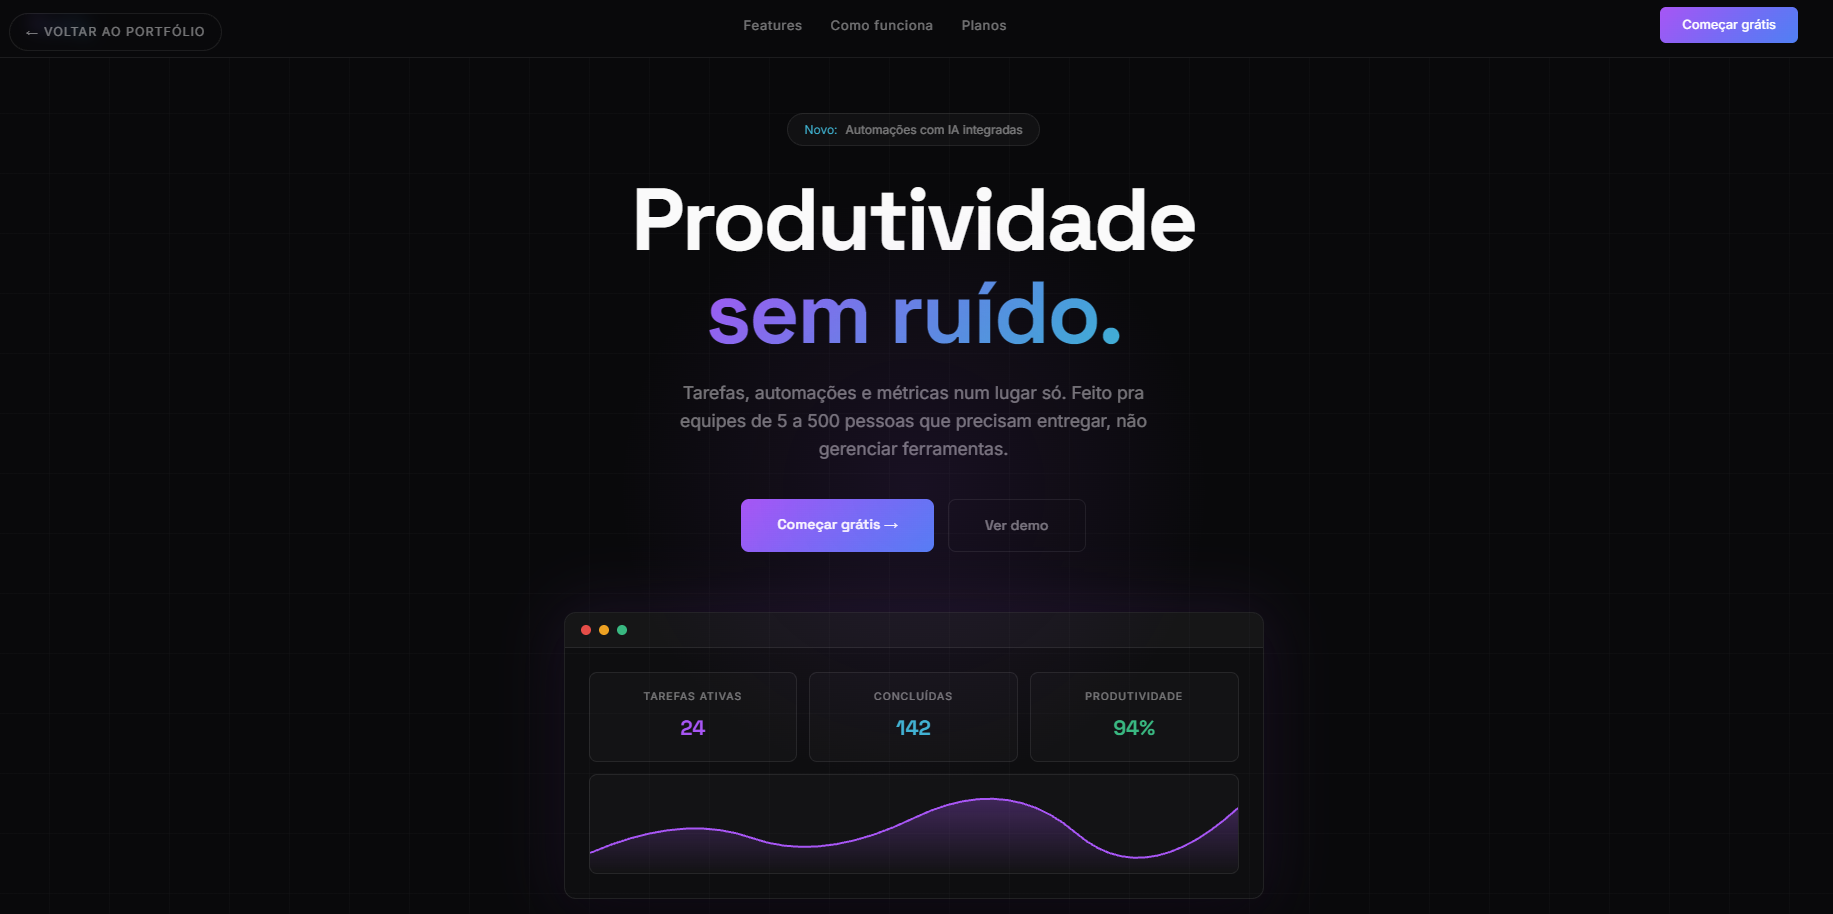 ← VOLTAR AO PORTFÓLIO
Features
Como funciona
Planos
Começar grátis
Novo: Automações com IA integradas
Produtividade
sem ruído.
Tarefas, automações e métricas num lugar só. Feito pra
equipes de 5 a 500 pessoas que precisam entregar, não
gerenciar ferramentas.
Começar grátis →
Ver demo
TAREFAS ATIVAS
24
CONCLUÍDAS
142
PRODUTIVIDADE
94%